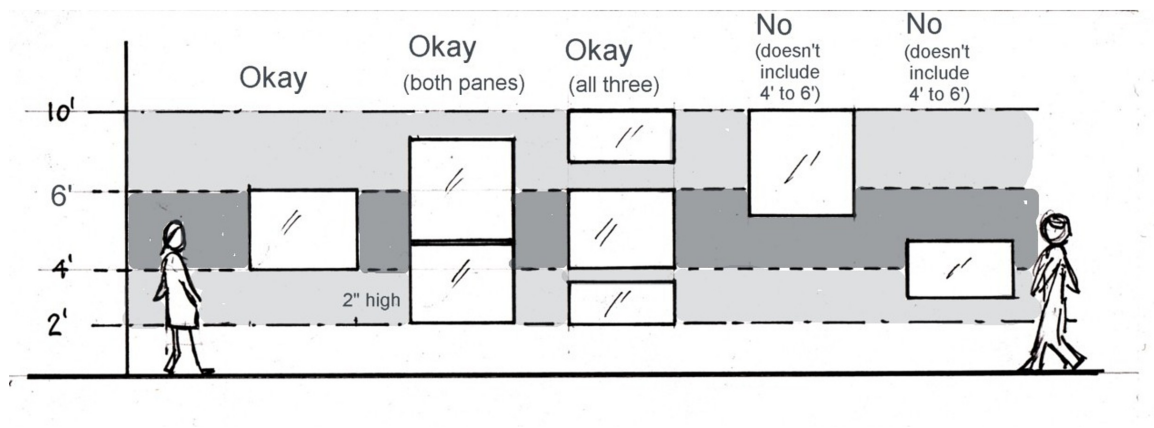 Okay
Okay
(both panes)
Okay
(all three)
No
(doesn't
include
4' to 6')
No
(doesn't
include
4' to 6')
10'
6'
4'
2" high
2'